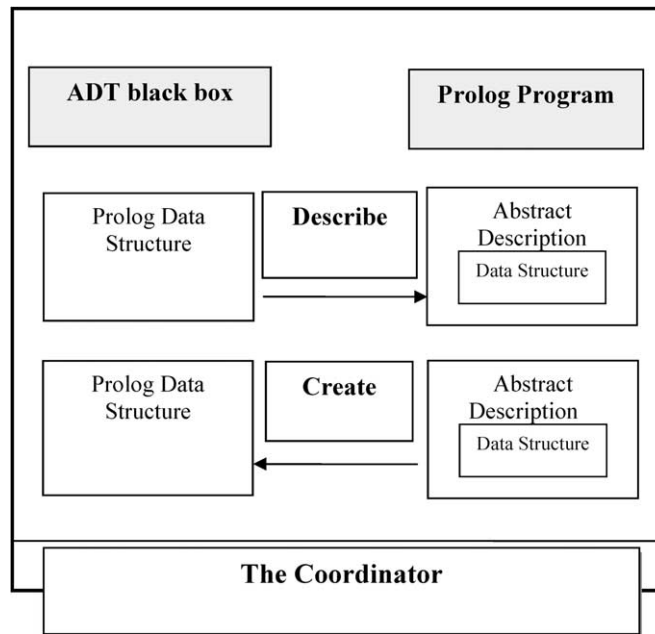 ADT black box
Prolog Program
Prolog Data
Structure
Describe
Abstract
Description
Data Structure
Prolog Data
Structure
Create
Abstract
Description
Data Structure
The Coordinator